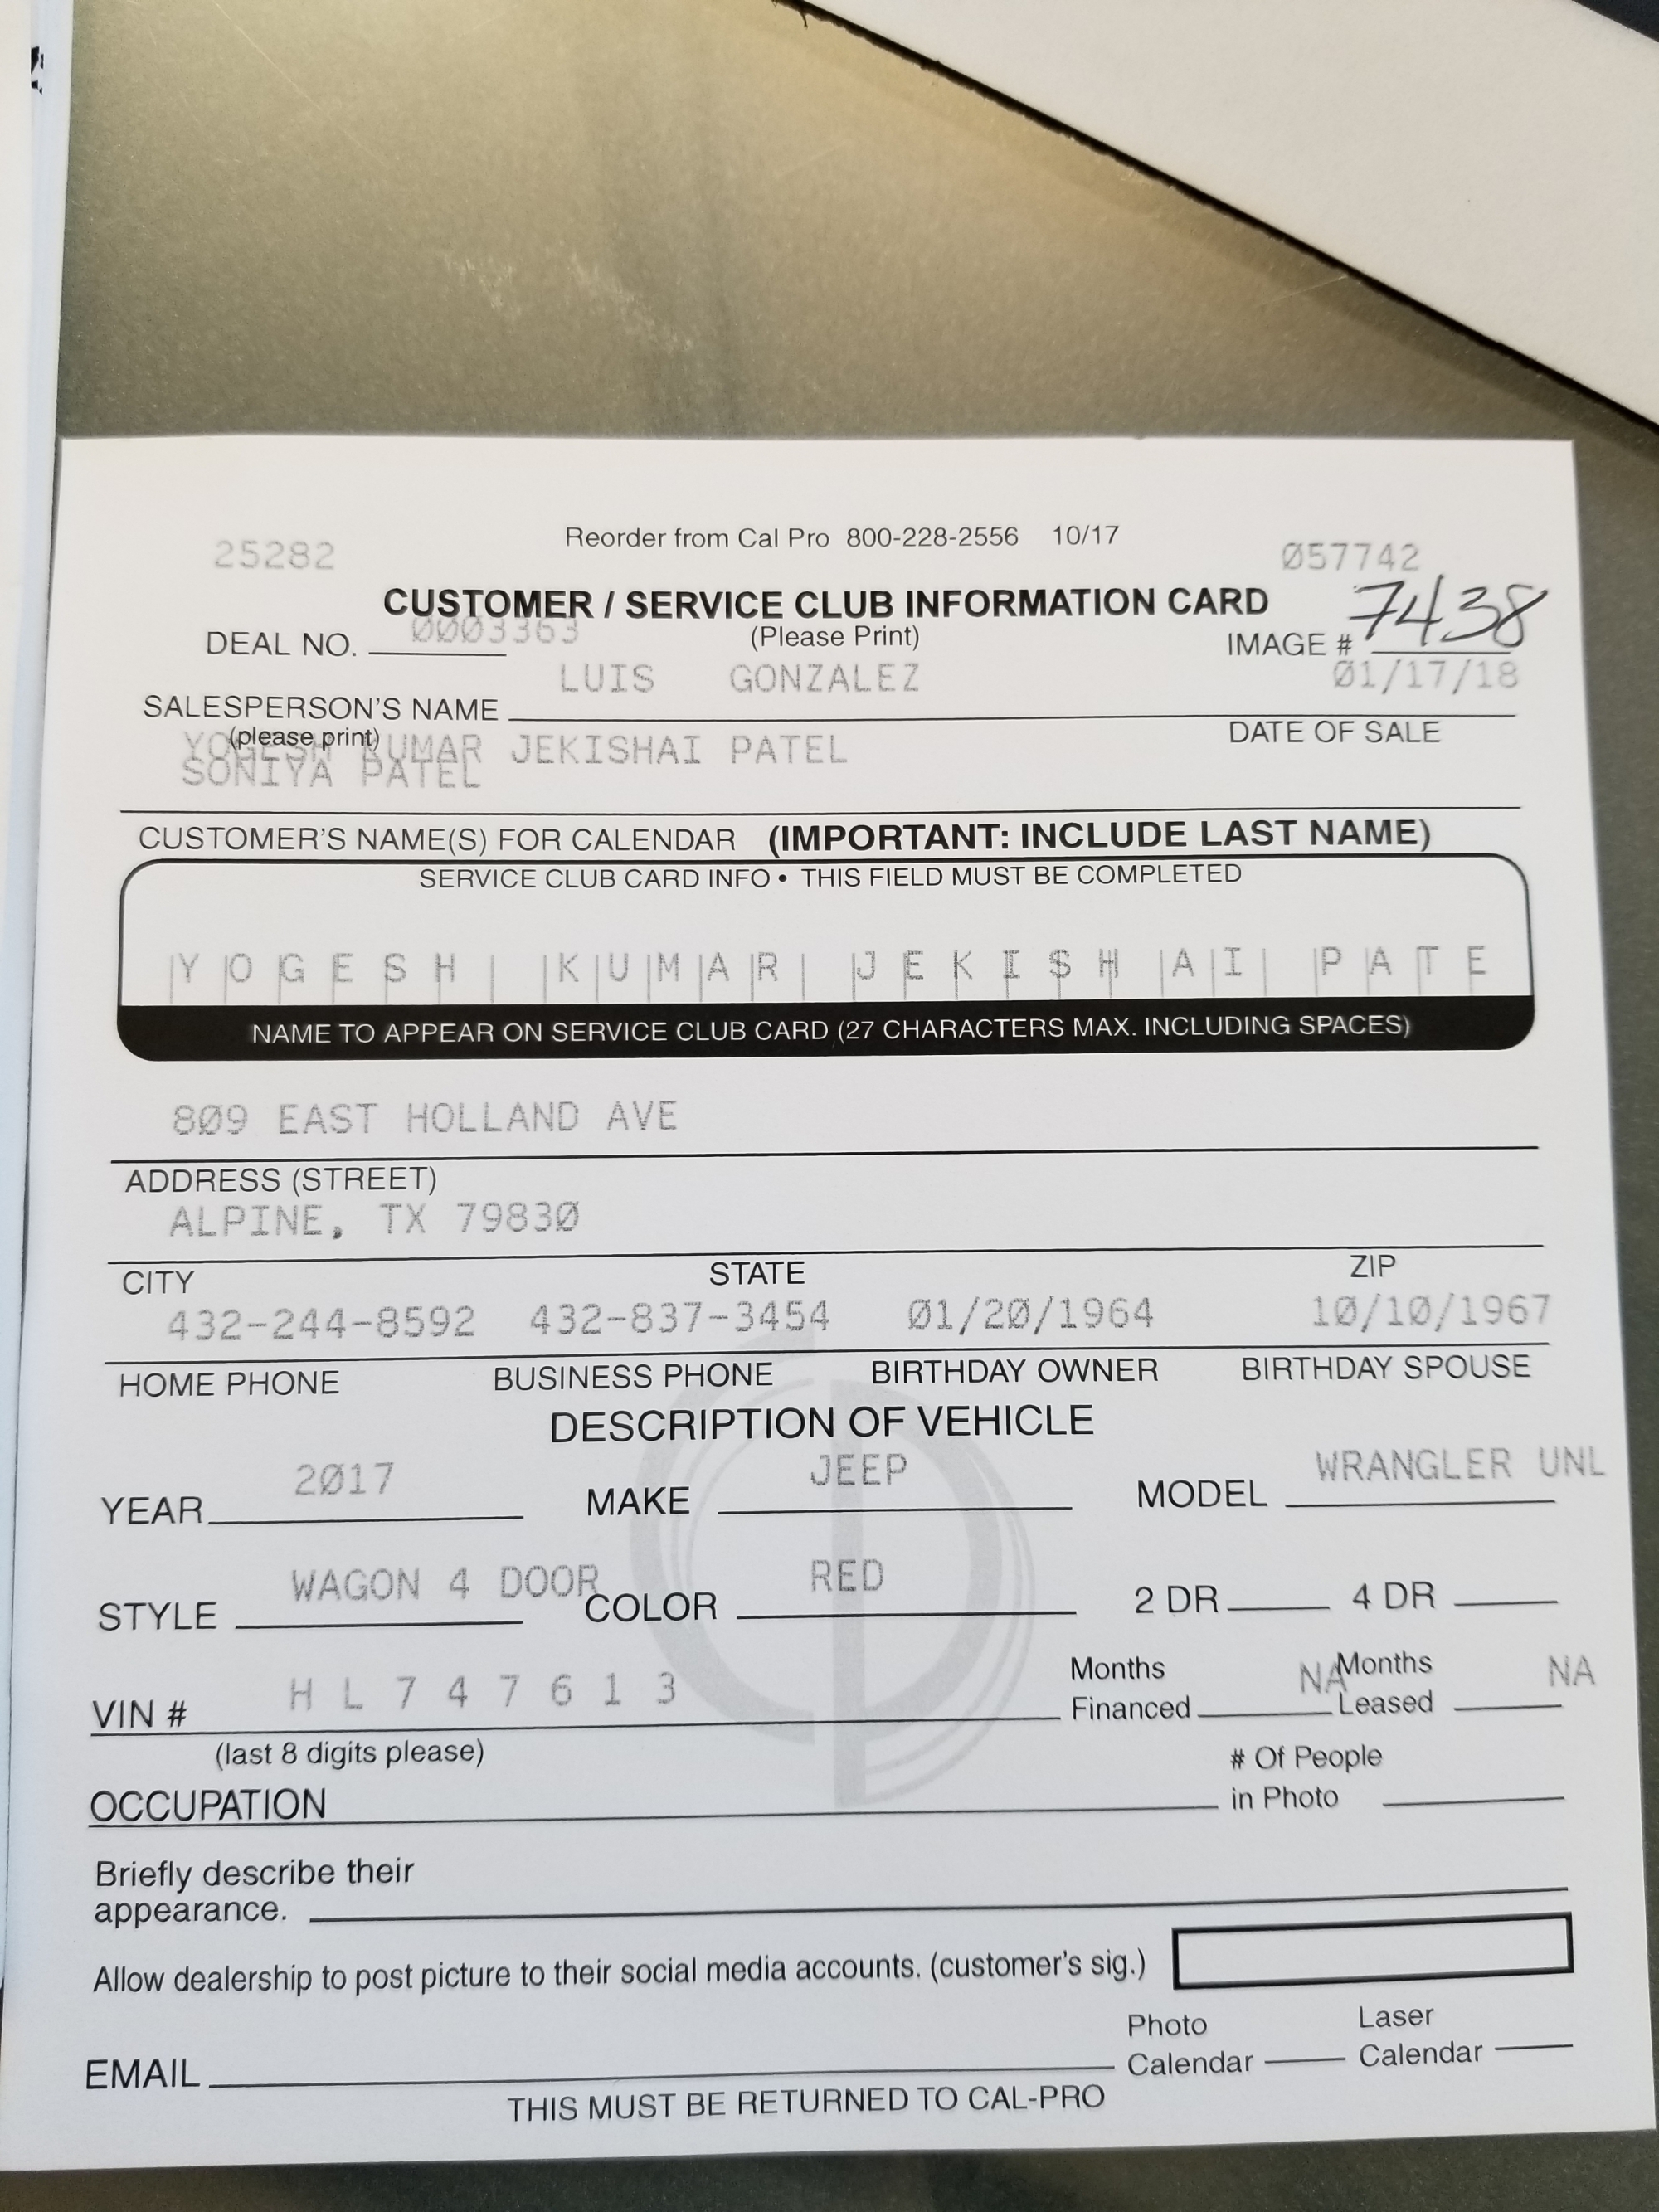 Reorder from Cal Pro 800-228-2556 10/17
25282 Ø57742
CUSTOMER / SERVICE CLUB INFORMATION CARD
DEAL NO. ØØØ3363 (Please Print) IMAGE # 7438
LUIS GONZALEZ Ø1/17/18
SALESPERSON'S NAME
(please print) DATE OF SALE
YOGESH KUMAR JEKISHAI PATEL
SONIYA PATEL
CUSTOMER'S NAME(S) FOR CALENDAR (IMPORTANT: INCLUDE LAST NAME)
SERVICE CLUB CARD INFO • THIS FIELD MUST BE COMPLETED
Y O G E S H K U M A R J E K I S H A I P A T E
NAME TO APPEAR ON SERVICE CLUB CARD (27 CHARACTERS MAX. INCLUDING SPACES)
8Ø9 EAST HOLLAND AVE
ADDRESS (STREET)
ALPINE, TX 7983Ø
CITY STATE ZIP
432-244-8592 432-837-3454 Ø1/2Ø/1964 1Ø/1Ø/1967
HOME PHONE BUSINESS PHONE BIRTHDAY OWNER BIRTHDAY SPOUSE
DESCRIPTION OF VEHICLE
YEAR 2Ø17 MAKE JEEP MODEL WRANGLER UNL
STYLE WAGON 4 DOOR COLOR RED 2 DR 4 DR
VIN # H L 7 4 7 6 1 3 Months Financed NA Months Leased NA
(last 8 digits please)
OCCUPATION # Of People in Photo
Briefly describe their
appearance.
Allow dealership to post picture to their social media accounts. (customer's sig.)
EMAIL Photo Calendar Laser Calendar
THIS MUST BE RETURNED TO CAL-PRO